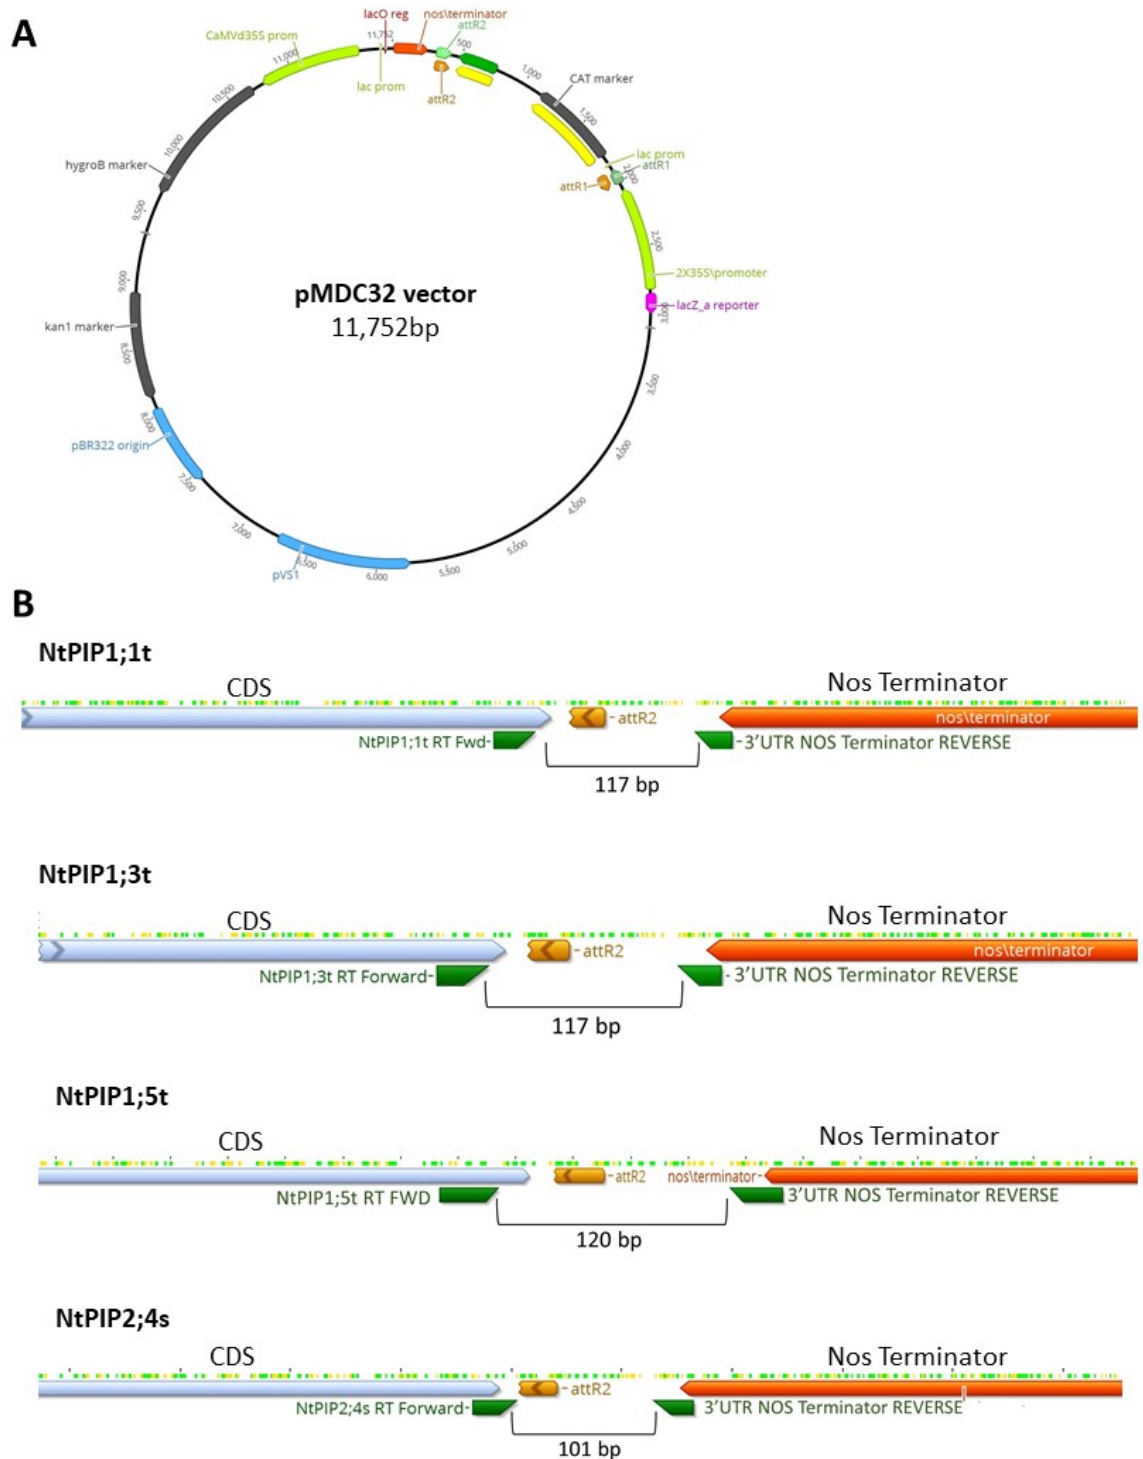 A
lacO reg
nos\terminator
attR2
CaMVd35S prom
11,752
500
11,000
lac prom
attR2
1,000
CAT marker
10,500
1,500
hygroB marker
10,000
lac prom
attR1
2,000
attR1
9,500
2,500
9,000
pMDC32 vector
2X35S\promoter
11,752bp
lacZ_a reporter
3,000
kan1 marker
8,500
3,500
8,000
pBR322 origin
4,000
7,500
4,500
7,000
5,000
pVS1
6,500
6,000
5,500
B
NtPIP1;1t
CDS
Nos Terminator
attR2
nos\terminator
NtPIP1;1t RT Fwd
3’UTR NOS Terminator REVERSE
117 bp
NtPIP1;3t
CDS
Nos Terminator
attR2
nos\terminator
NtPIP1;3t RT Forward
3’UTR NOS Terminator REVERSE
117 bp
NtPIP1;5t
CDS
Nos Terminator
attR2
nos\terminator
NtPIP1;5t RT FWD
3’UTR NOS Terminator REVERSE
120 bp
NtPIP2;4s
CDS
Nos Terminator
attR2
NtPIP2;4s RT Forward
3’UTR NOS Terminator REVERSE
101 bp